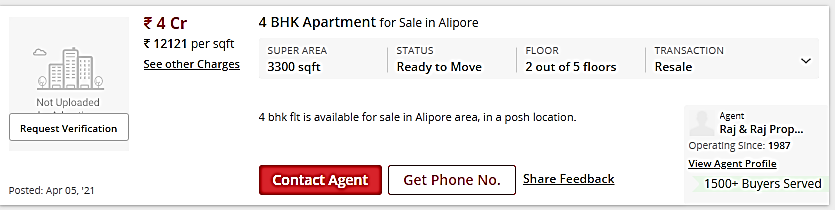 ₹ 4 Cr
₹ 12121 per sqft
See other Charges
Not Uploaded
Request Verification
Posted: Apr 05, '21
4 BHK Apartment for Sale in Alipore
SUPER AREA
3300 sqft
STATUS
Ready to Move
FLOOR
2 out of 5 floors
TRANSACTION
Resale
4 bhk flt is available for sale in Alipore area, in a posh location.
Contact Agent
Get Phone No.
Share Feedback
Agent
Raj & Raj Prop...
Operating Since: 1987
View Agent Profile
1500+ Buyers Served